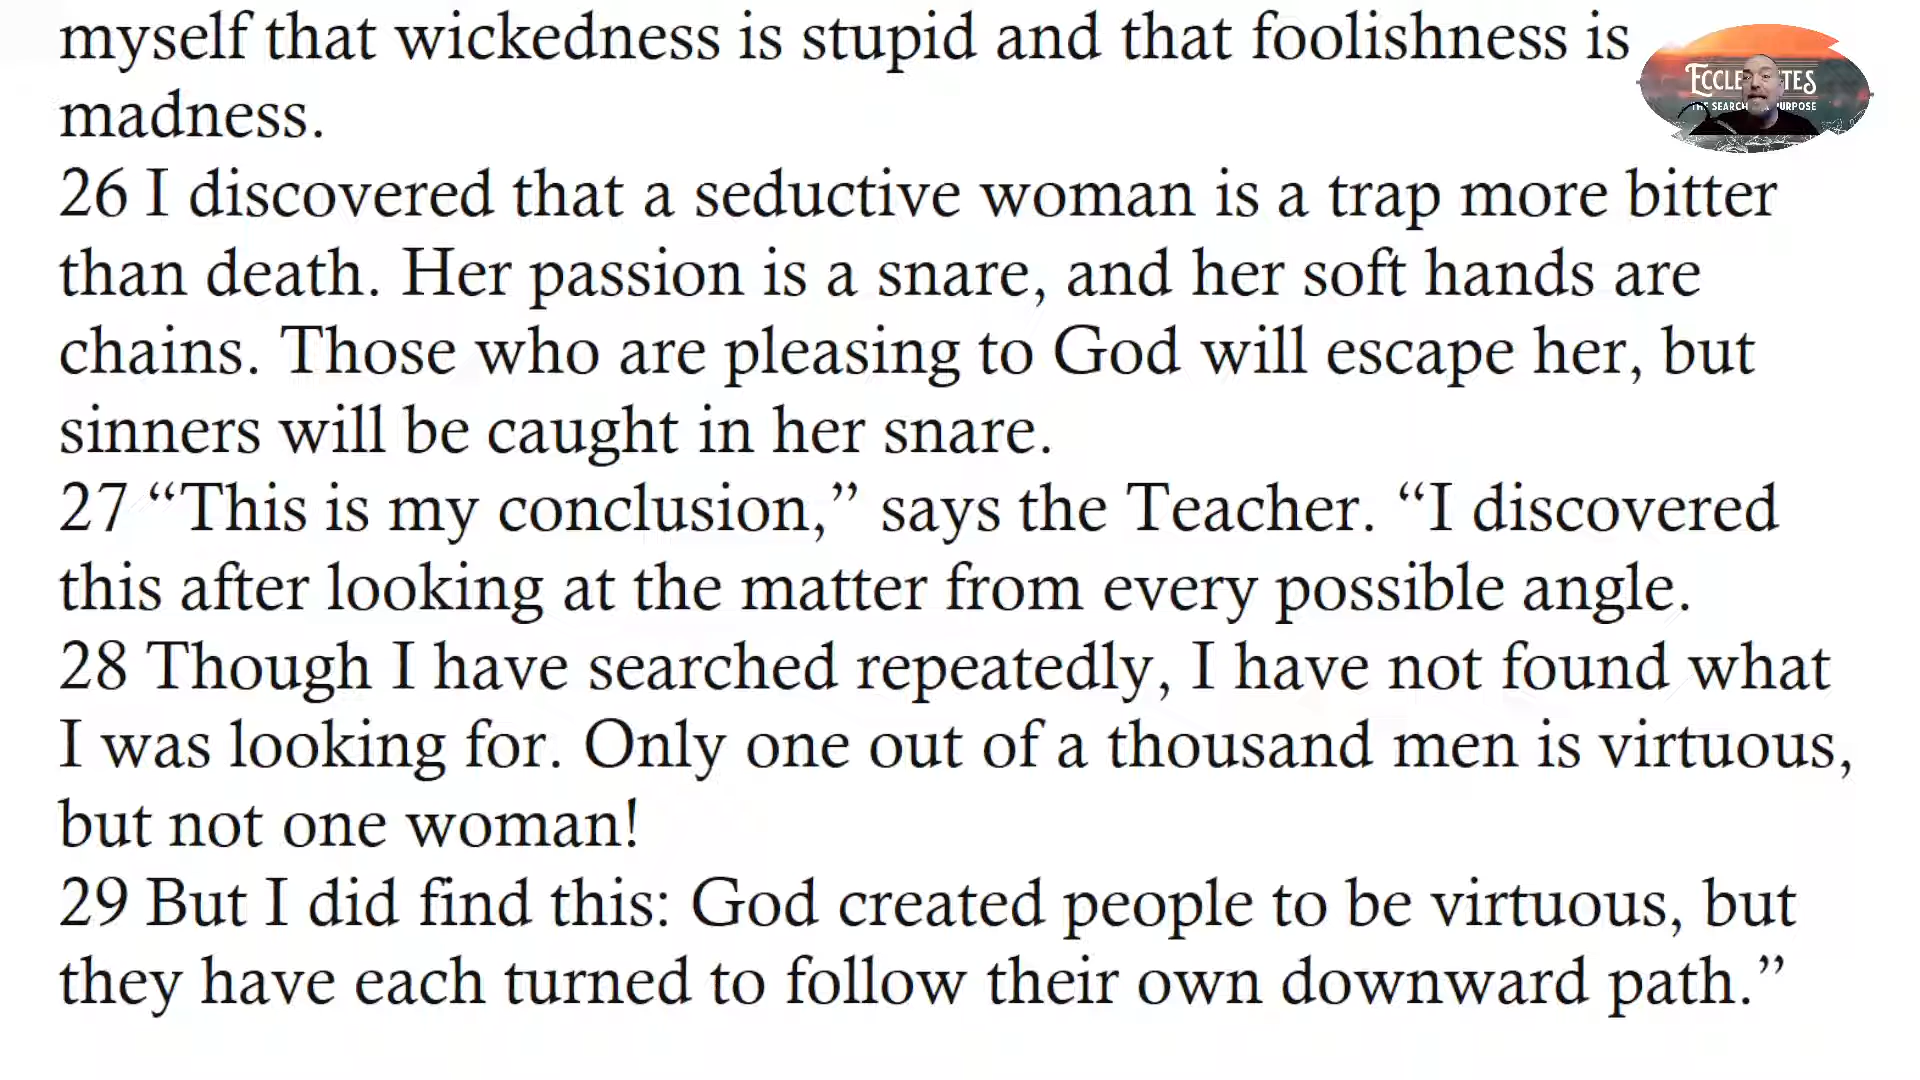 myself that wickedness is stupid and that foolishness is
madness.
26 I discovered that a seductive woman is a trap more bitter
than death. Her passion is a snare, and her soft hands are
chains. Those who are pleasing to God will escape her, but
sinners will be caught in her snare.
27 “This is my conclusion,” says the Teacher. “I discovered
this after looking at the matter from every possible angle.
28 Though I have searched repeatedly, I have not found what
I was looking for. Only one out of a thousand men is virtuous,
but not one woman!
29 But I did find this: God created people to be virtuous, but
they have each turned to follow their own downward path.”
ECCLE TES
THE SEARCH PURPOSE